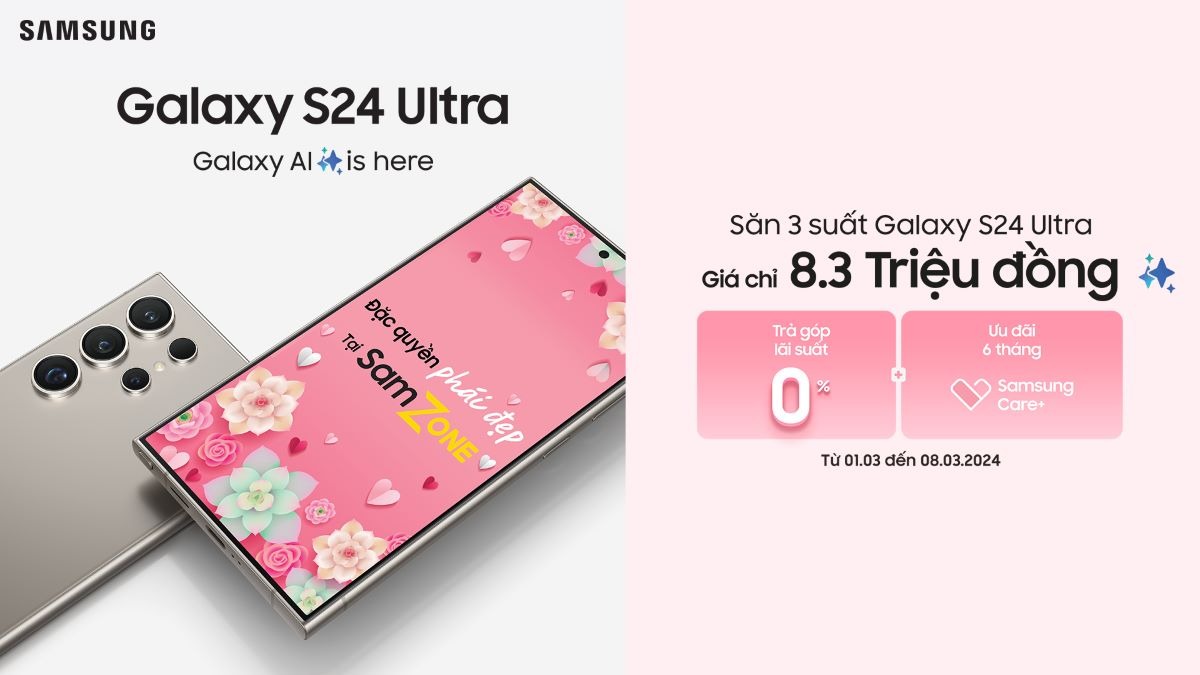 SAMSUNG
Galaxy S24 Ultra
Galaxy AI is here
Đặc quyền phái đẹp
Tại SamZONE
Săn 3 suất Galaxy S24 Ultra
Giá chỉ 8.3 Triệu đồng
Trả góp
lãi suất
0%
Ưu đãi
6 tháng
Samsung
Care+
Từ 01.03 đến 08.03.2024